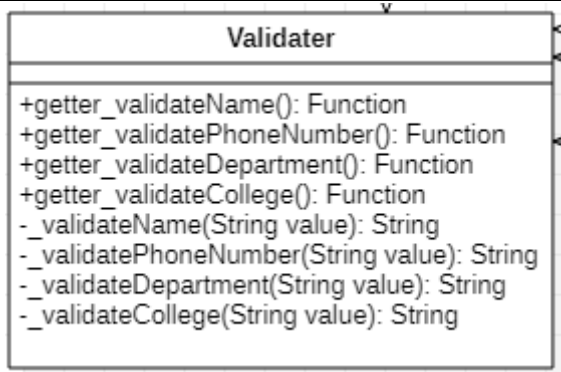 Validater
+getter_validateName(): Function
+getter_validatePhoneNumber(): Function
+getter_validateDepartment(): Function
+getter_validateCollege(): Function
-_validateName(String value): String
-_validatePhoneNumber(String value): String
-_validateDepartment(String value): String
-_validateCollege(String value): String